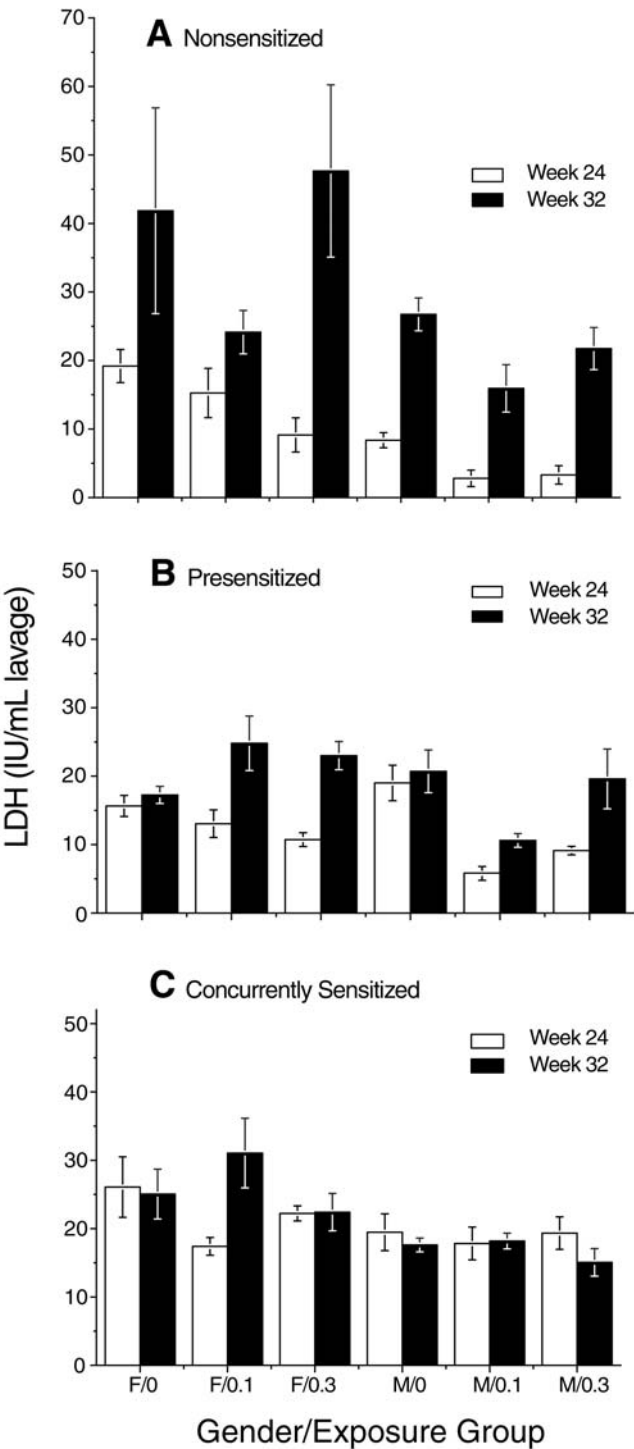 A Nonsensitized
70
60
50
40
30
20
10
0
Week 24
Week 32
LDH (IU/mL lavage)
B Presensitized
50
40
30
20
10
0
Week 24
Week 32
C Concurrently Sensitized
50
40
30
20
10
0
Week 24
Week 32
F/0 F/0.1 F/0.3 M/0 M/0.1 M/0.3
Gender/Exposure Group